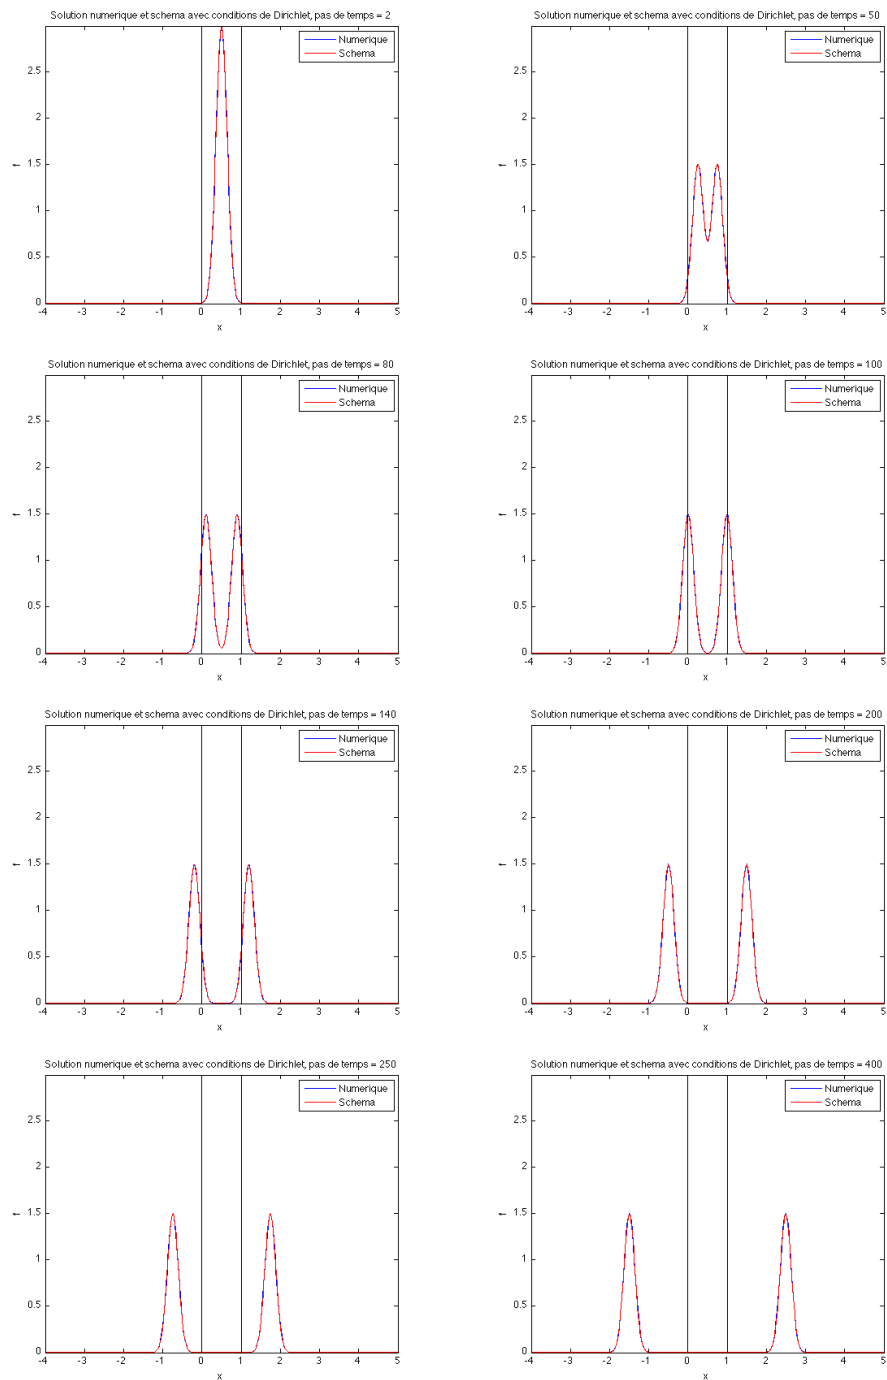 Solution numerique et schema avec conditions de Dirichlet, pas de temps = 2
Numerique
Schema
2.5
2
1.5
1
0.5
0
f
-4 -3 -2 -1 0 1 2 3 4 5
x
Solution numerique et schema avec conditions de Dirichlet, pas de temps = 50
Numerique
Schema
2.5
2
1.5
1
0.5
0
f
-4 -3 -2 -1 0 1 2 3 4 5
x
Solution numerique et schema avec conditions de Dirichlet, pas de temps = 80
Numerique
Schema
2.5
2
1.5
1
0.5
0
f
-4 -3 -2 -1 0 1 2 3 4 5
x
Solution numerique et schema avec conditions de Dirichlet, pas de temps = 100
Numerique
Schema
2.5
2
1.5
1
0.5
0
f
-4 -3 -2 -1 0 1 2 3 4 5
x
Solution numerique et schema avec conditions de Dirichlet, pas de temps = 140
Numerique
Schema
2.5
2
1.5
1
0.5
0
f
-4 -3 -2 -1 0 1 2 3 4 5
x
Solution numerique et schema avec conditions de Dirichlet, pas de temps = 200
Numerique
Schema
2.5
2
1.5
1
0.5
0
f
-4 -3 -2 -1 0 1 2 3 4 5
x
Solution numerique et schema avec conditions de Dirichlet, pas de temps = 250
Numerique
Schema
2.5
2
1.5
1
0.5
0
f
-4 -3 -2 -1 0 1 2 3 4 5
x
Solution numerique et schema avec conditions de Dirichlet, pas de temps = 400
Numerique
Schema
2.5
2
1.5
1
0.5
0
f
-4 -3 -2 -1 0 1 2 3 4 5
x